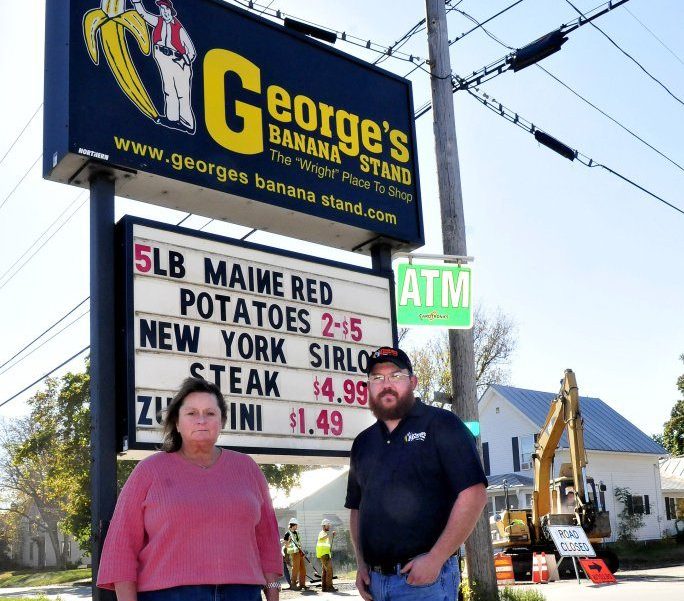 George's
BANANA STAND
The "Wright" Place To Shop
www.georges banana stand.com
NORTHERN
5LB MAINE RED
POTATOES 2-$5
NEW YORK SIRLO
STEAK $4.99
ZU INI $1.49
ATM
ROAD
CLOSED